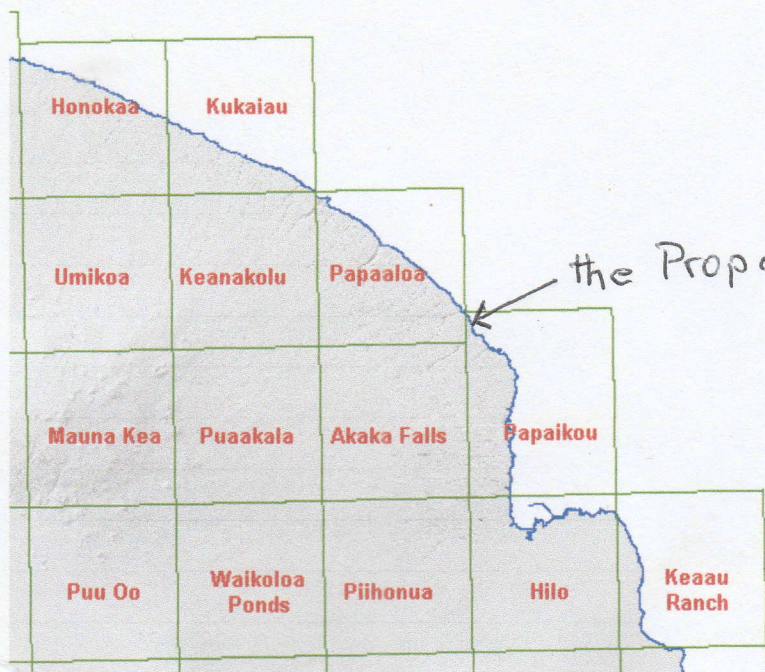 Honokaa Kukaiau
Umikoa Keanakolu Papaaloa
the Prop
Mauna Kea Puaakala Akaka Falls Papaikou
Puu Oo Waikoloa Ponds Piihonua Hilo Keaau Ranch